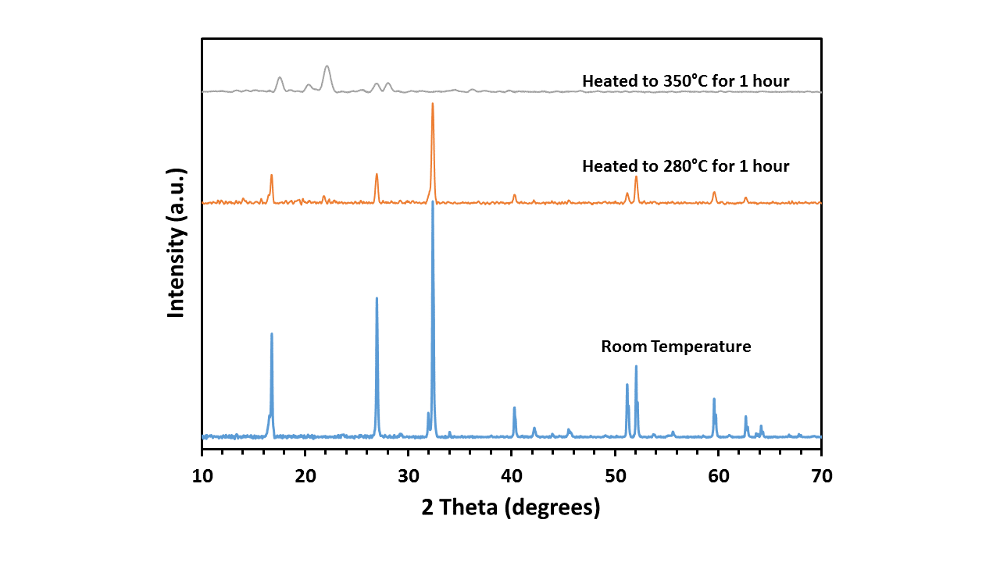 Heated to 350°C for 1 hour
Heated to 280°C for 1 hour
Intensity (a.u.)
Room Temperature
10 20 30 40 50 60 70
2 Theta (degrees)